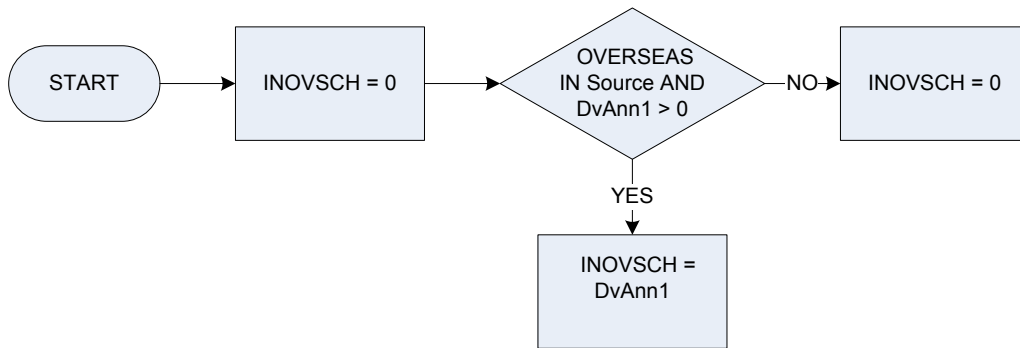 START
INOVSCH = 0
OVERSEAS
IN Source AND
DvAnn1 > 0
NO
INOVSCH = 0
YES
INOVSCH =
DvAnn1